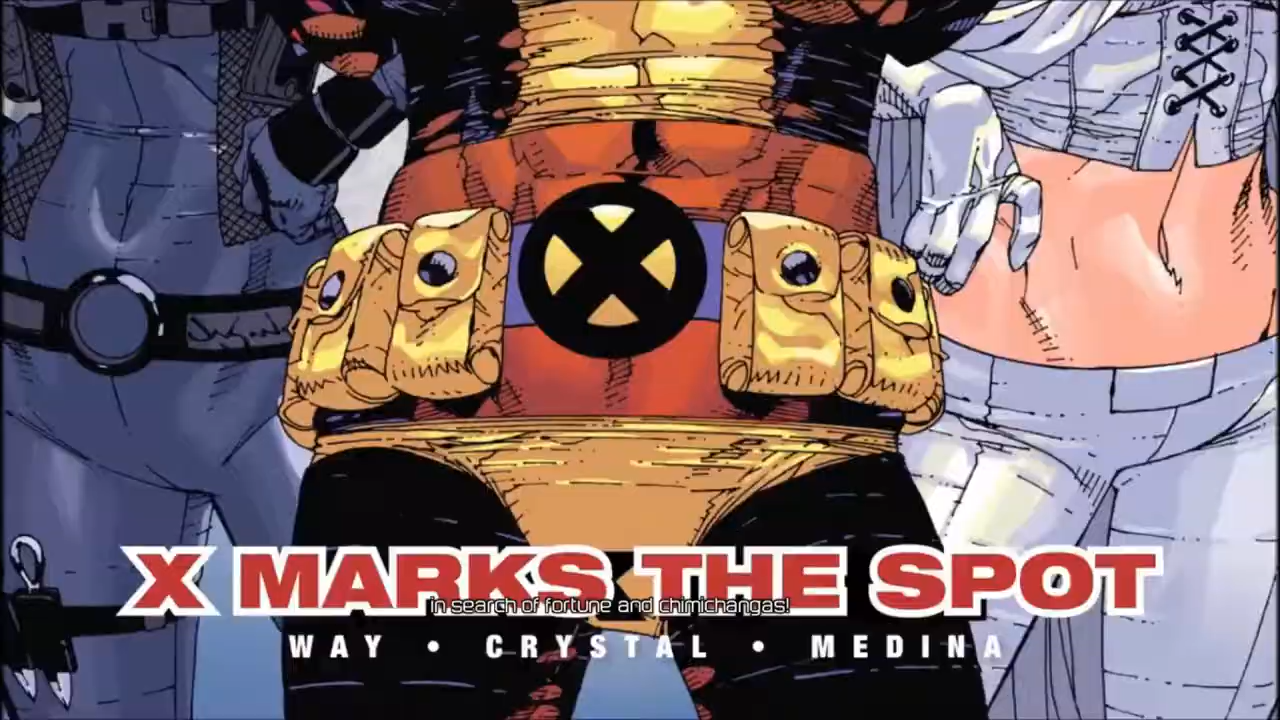 X MARKS THE SPOT
in search of fortune and chimichangas!
WAY • CRYSTAL • MEDINA